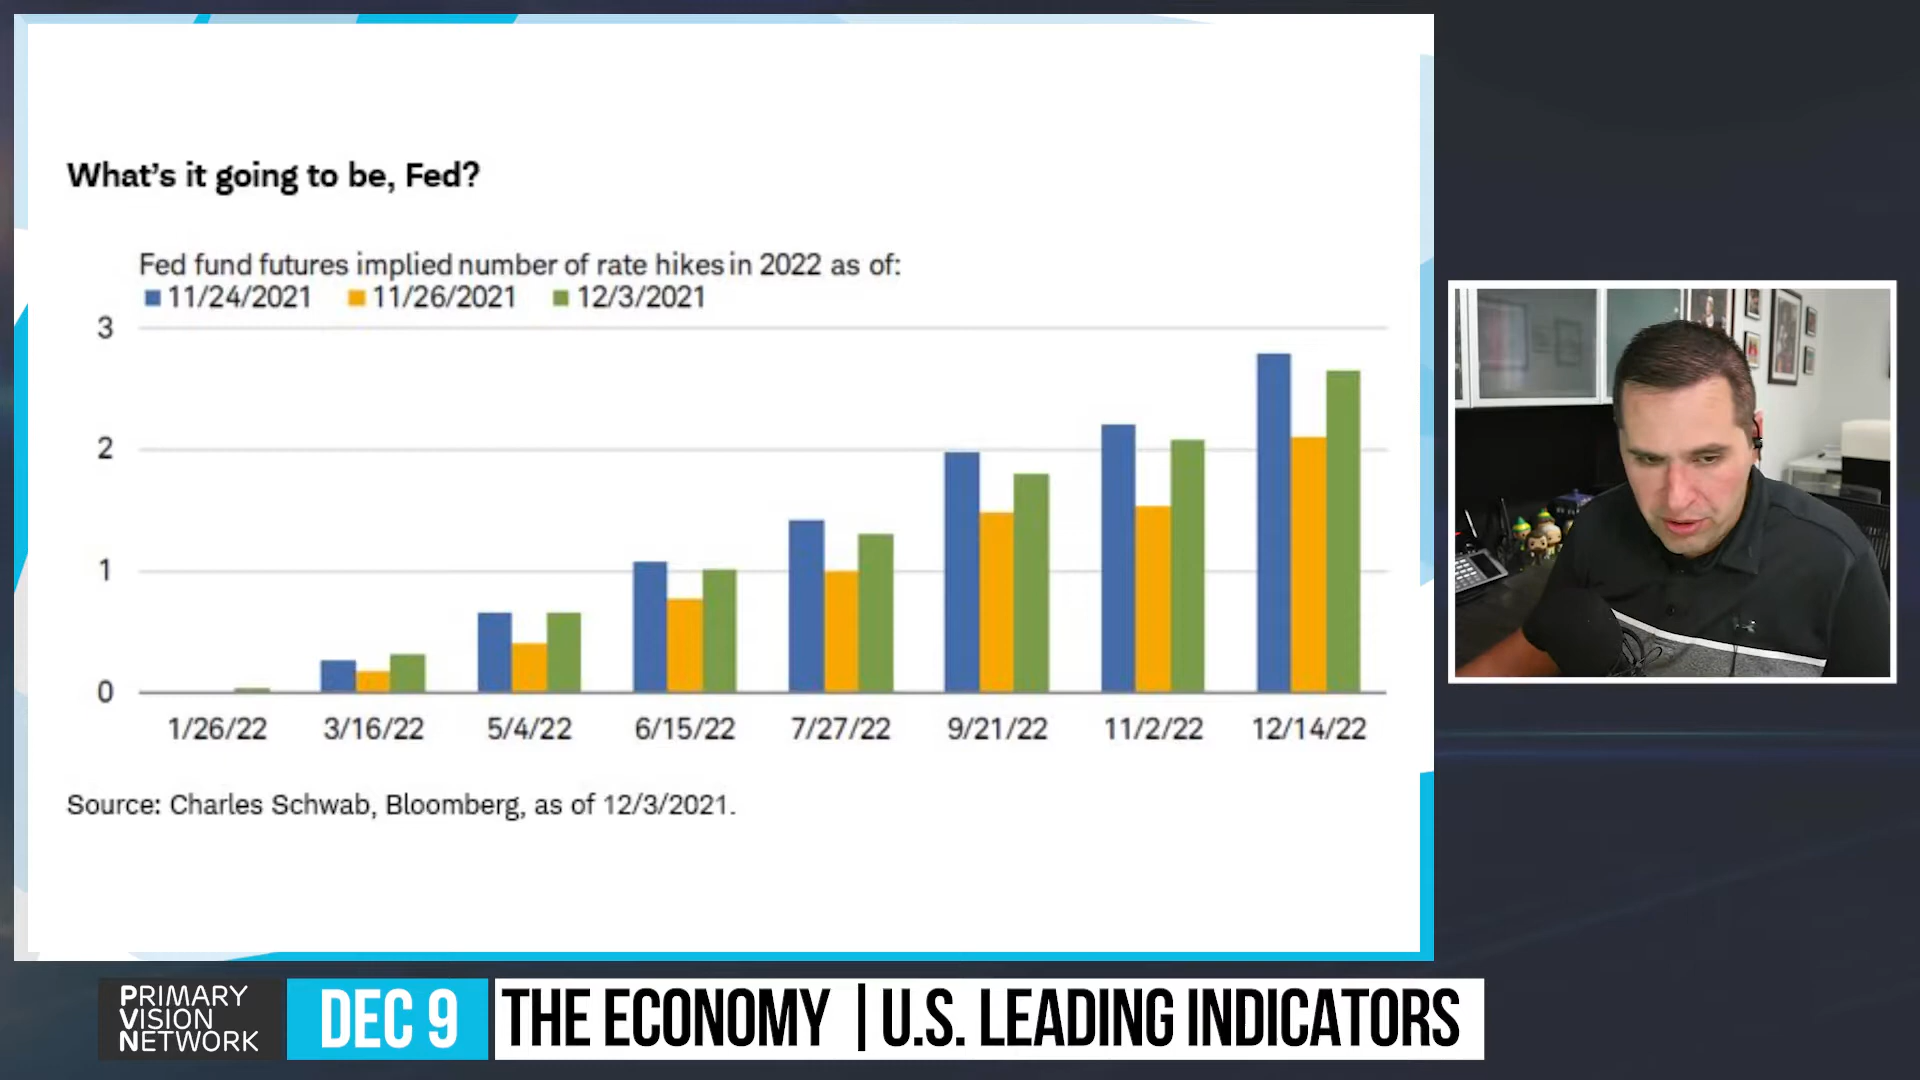 What's it going to be, Fed?
Fed fund futures implied number of rate hikes in 2022 as of:
11/24/2021 11/26/2021 12/3/2021
3
2
1
0
1/26/22 3/16/22 5/4/22 6/15/22 7/27/22 9/21/22 11/2/22 12/14/22
Source: Charles Schwab, Bloomberg, as of 12/3/2021.
PRIMARY
VISION
NETWORK
DEC 9
THE ECONOMY | U.S. LEADING INDICATORS